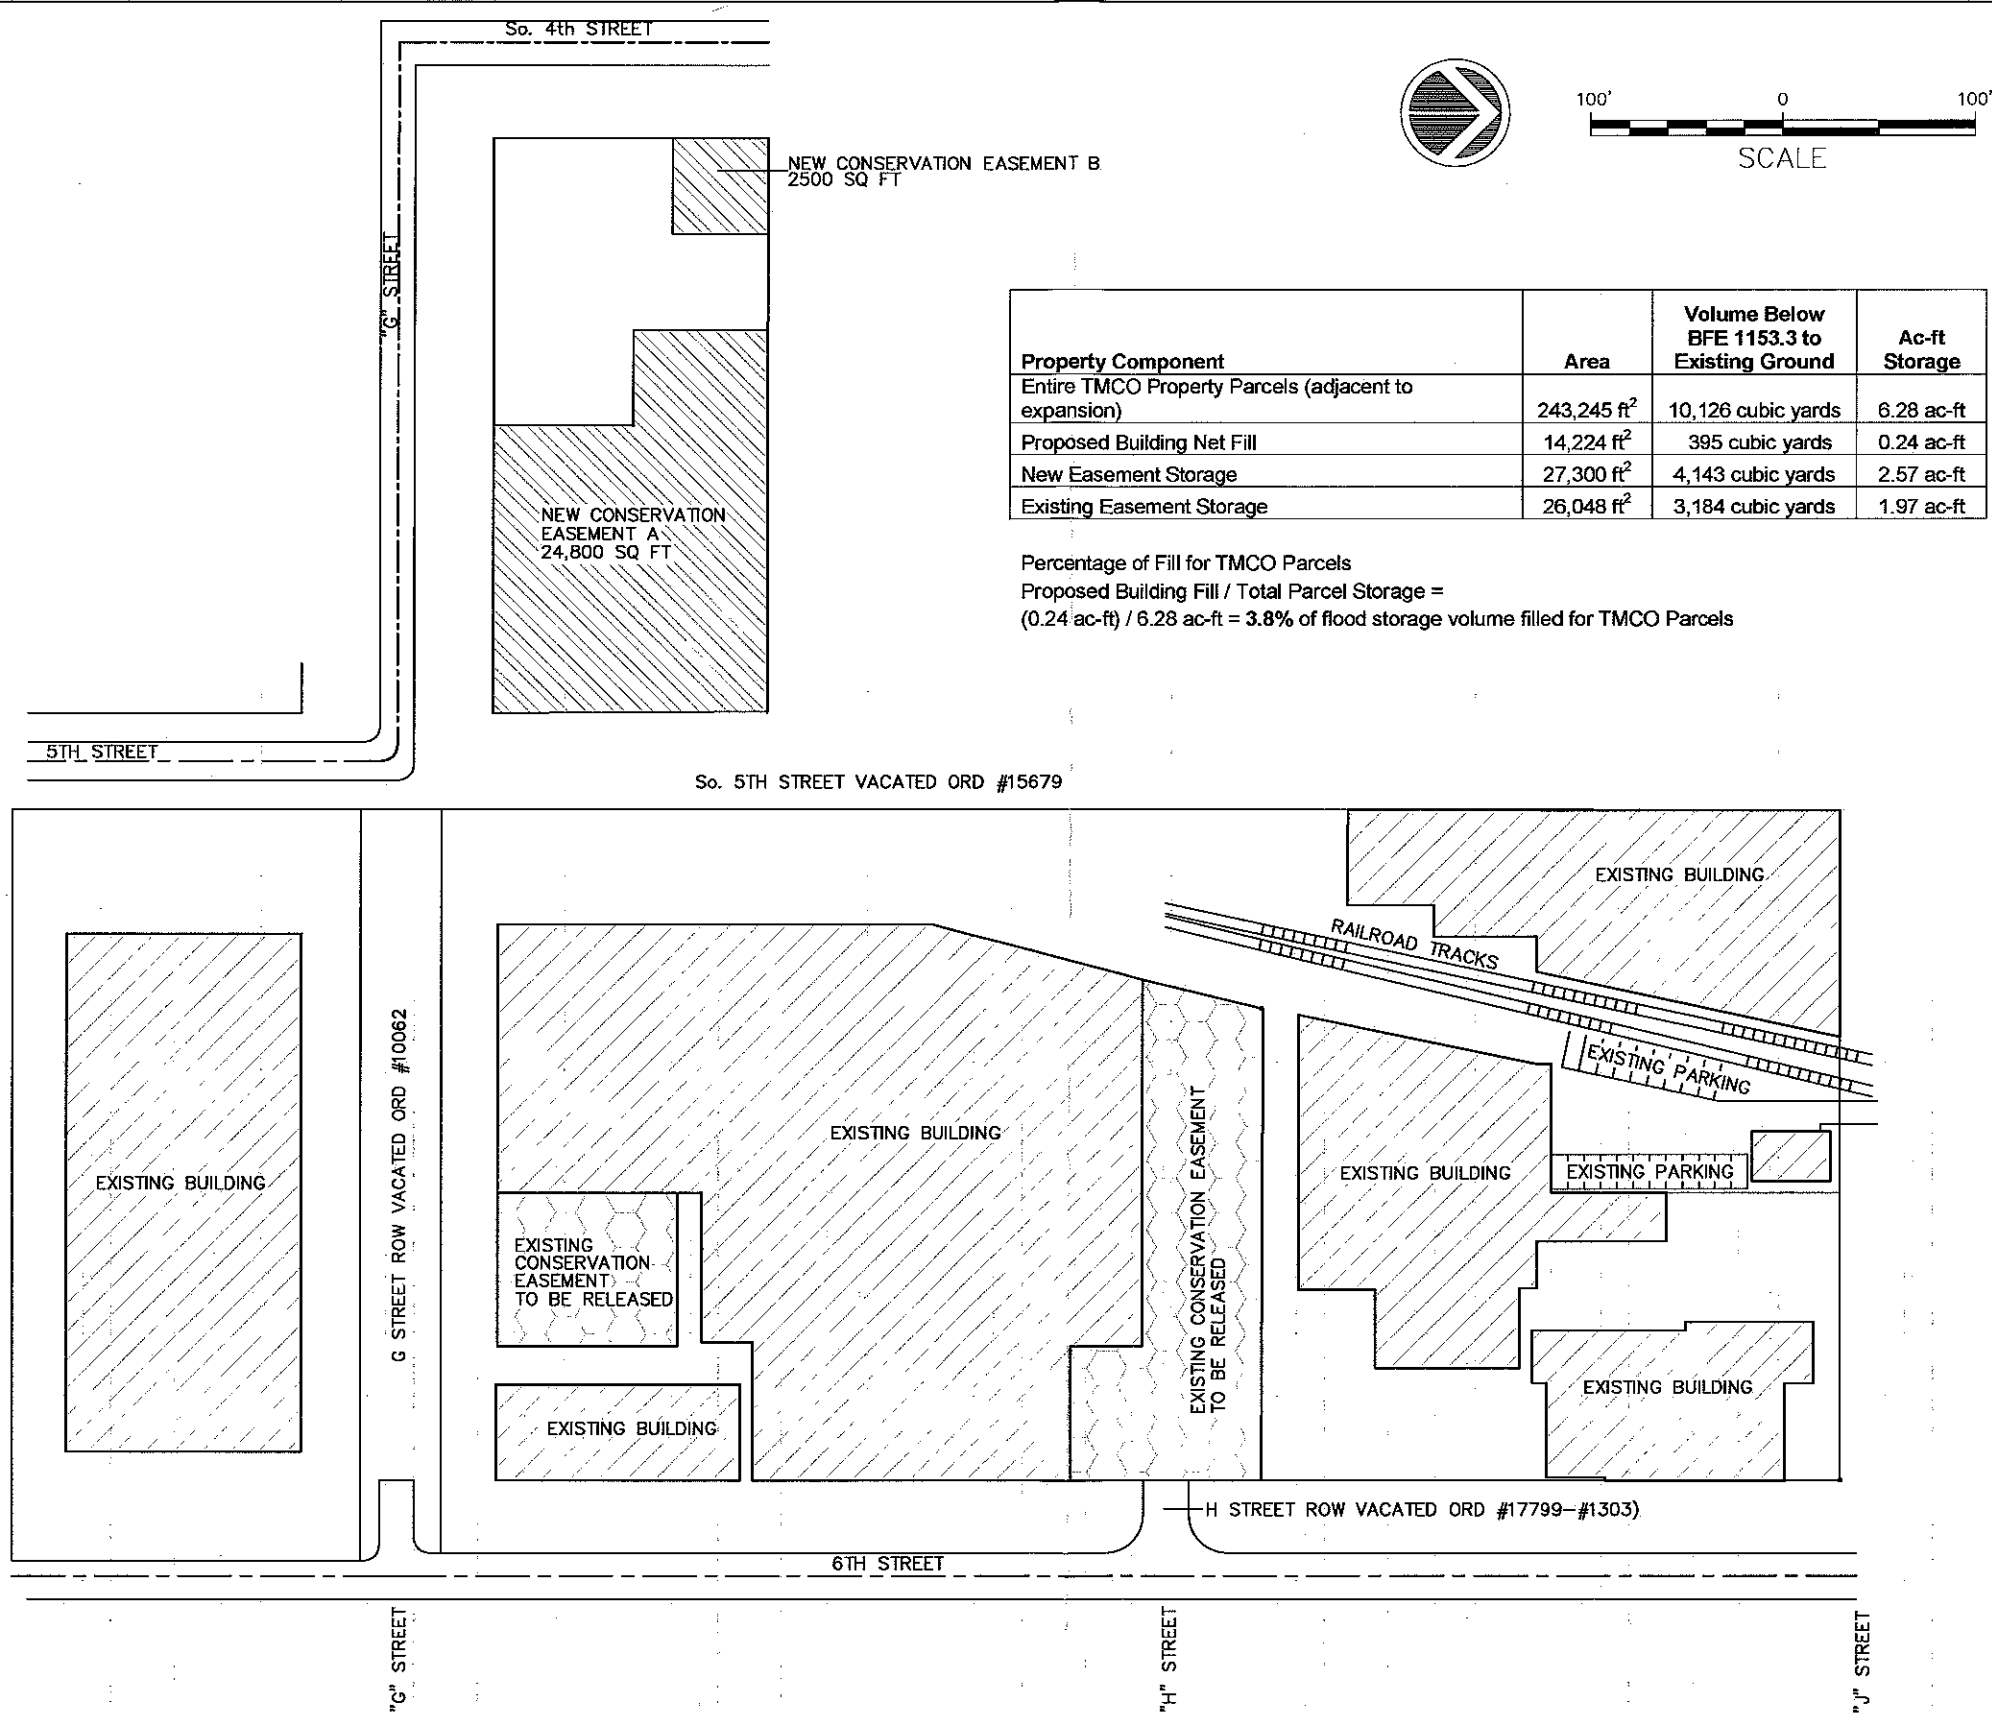 So. 4th STREET
100' 0 100'
SCALE
NEW CONSERVATION EASEMENT B
2500 SQ FT
"G" STREET
Property Component Area Volume Below BFE 1153.3 to Existing Ground Ac-ft Storage
Entire TMCO Property Parcels (adjacent to expansion) 243,245 ft² 10,126 cubic yards 6.28 ac-ft
Proposed Building Net Fill 14,224 ft² 395 cubic yards 0.24 ac-ft
New Easement Storage 27,300 ft² 4,143 cubic yards 2.57 ac-ft
Existing Easement Storage 26,048 ft² 3,184 cubic yards 1.97 ac-ft
NEW CONSERVATION
EASEMENT A
24,800 SQ FT
Percentage of Fill for TMCO Parcels
Proposed Building Fill / Total Parcel Storage =
(0.24 ac-ft) / 6.28 ac-ft = 3.8% of flood storage volume filled for TMCO Parcels
5TH STREET
So. 5TH STREET VACATED ORD #15679
EXISTING BUILDING
RAILROAD TRACKS
EXISTING PARKING
G STREET ROW VACATED ORD #10062
EXISTING BUILDING
EXISTING BUILDING
EXISTING CONSERVATION EASEMENT
TO BE RELEASED
EXISTING BUILDING
EXISTING PARKING
EXISTING
CONSERVATION
EASEMENT
TO BE RELEASED
EXISTING BUILDING
EXISTING BUILDING
H STREET ROW VACATED ORD #17799-#1303)
6TH STREET
"G" STREET
"H" STREET
"J" STREET